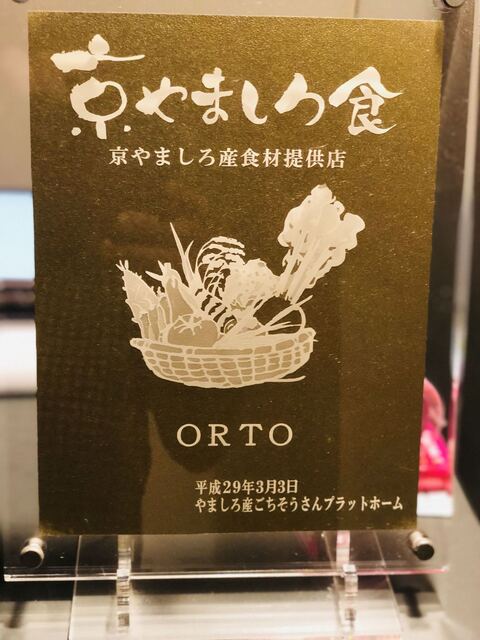 京やましろ食
京やましろ産食材提供店
ORTO
平成29年3月3日
やましろ産ごちそうさんプラットホーム